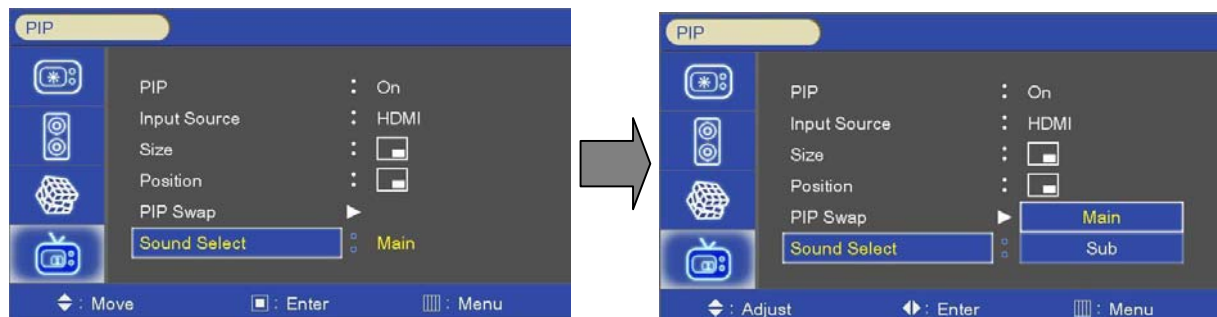 PIP
PIP : On
Input Source : HDMI
Size :
Position :
PIP Swap
Sound Select : Main
: Move : Enter : Menu
PIP
PIP : On
Input Source : HDMI
Size :
Position :
PIP Swap Main
Sound Select : Sub
: Adjust : Enter : Menu